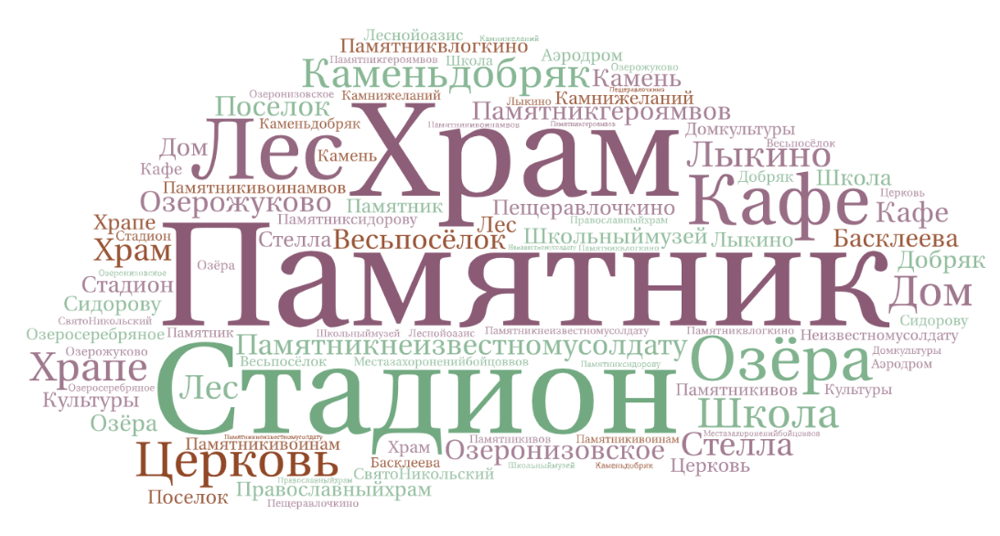 Леснойоазис Камнижеланий
Памятниквлогкино
Памятникгероямвов Школа Аэродром
Каменьдобряк Камень Озерожуково
Озеронизовское Камнижеланий Лыкино Камнижеланий Пещеравлочкино
Поселок Каменьдобряк Храм Памятникгероямвов
Памятникивоинамвов Памятникгероямвов Домкультуры
Дом Лес Камень Лыкино Весьпосёлок
Кафе Добряк Школа
Памятникивоинамвов Кафе Церковь
Озерожуково Памятник Пещеравлочкино Кафе
Храпе Памятниксидорову Лес Православныйхрам
Стадион Стелла Весьпосёлок Школьныймузей Лыкино Басклеева
Храм Памятник Неизвестномусолдату Памятниквлогкино Добряк
Озёра
Озеронизовское
Стадион Дом
Сидорову
СвятоНикольский Сидорову
Озеросеребряное Памятник Школьныймузей Леснойоазис Памятникнеизвестномусолдату Памятниквлогкино Неизвестномусолдату
Озерожуково Стадион Памятникнеизвестномусолдату Озёра Домкультуры
Храпе Весьпосёлок Местазахороненийбойцоввов Памятниксидорову Аэродром
Озеросеребряное Лес Памятникивов Культуры
Культуры Школа
Озёра Памятникнеизвестномусолдату Местазахороненийбойцоввов
Памятникивоинам Храм Памятникивов Памятникивоинам Стелла
Церковь Озеронизовское
Басклеева Школьныймузей Каменьдобряк Церковь
Православныйхрам СвятоНикольский
Поселок Православныйхрам
Пещеравлочкино